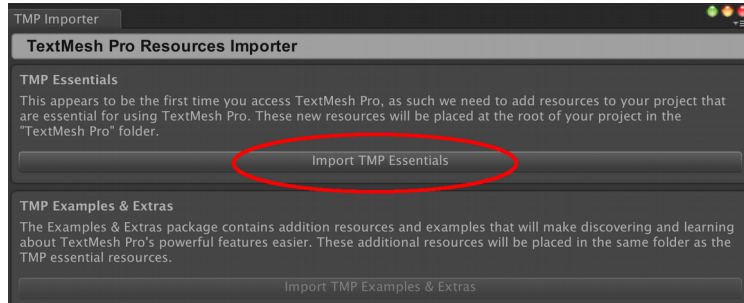 TMP Importer
TextMesh Pro Resources Importer
TMP Essentials
This appears to be the first time you access TextMesh Pro, as such we need to add resources to your project that
are essential for using TextMesh Pro. These new resources will be placed at the root of your project in the
"TextMesh Pro" folder.
Import TMP Essentials
TMP Examples & Extras
The Examples & Extras package contains addition resources and examples that will make discovering and learning
about TextMesh Pro's powerful features easier. These additional resources will be placed in the same folder as the
TMP essential resources.
Import TMP Examples & Extras